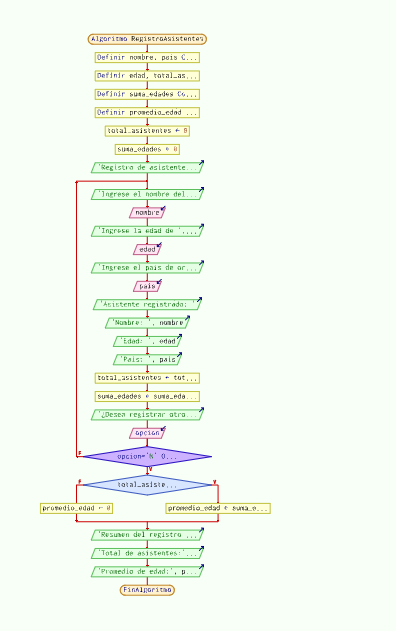 Algoritmo RegistroAsistentes
Definir nombre, pais C...
Definir edad, total_as...
Definir suma_edades Co...
Definir promedio_edad ...
total_asistentes ← 0
suma_edades ← 0
'Registro de asistente...
'Ingrese el nombre del...
nombre
'Ingrese la edad de '....
edad
'Ingrese el pais de or...
pais
'Asistente registrado: '
'Nombre: ', nombre
'Edad: ', edad
'Pais: ', pais
total_asistentes ← tot...
suma_edades ← suma_eda...
'¿Desea registrar otro...
opcion
F
opcion='N' O...
V
F
total_asiste...
V
promedio_edad ← 0
promedio_edad ← suma_e...
'Resumen del registro ...
'Total de asistentes:'...
'Promedio de edad:', p...
FinAlgoritmo